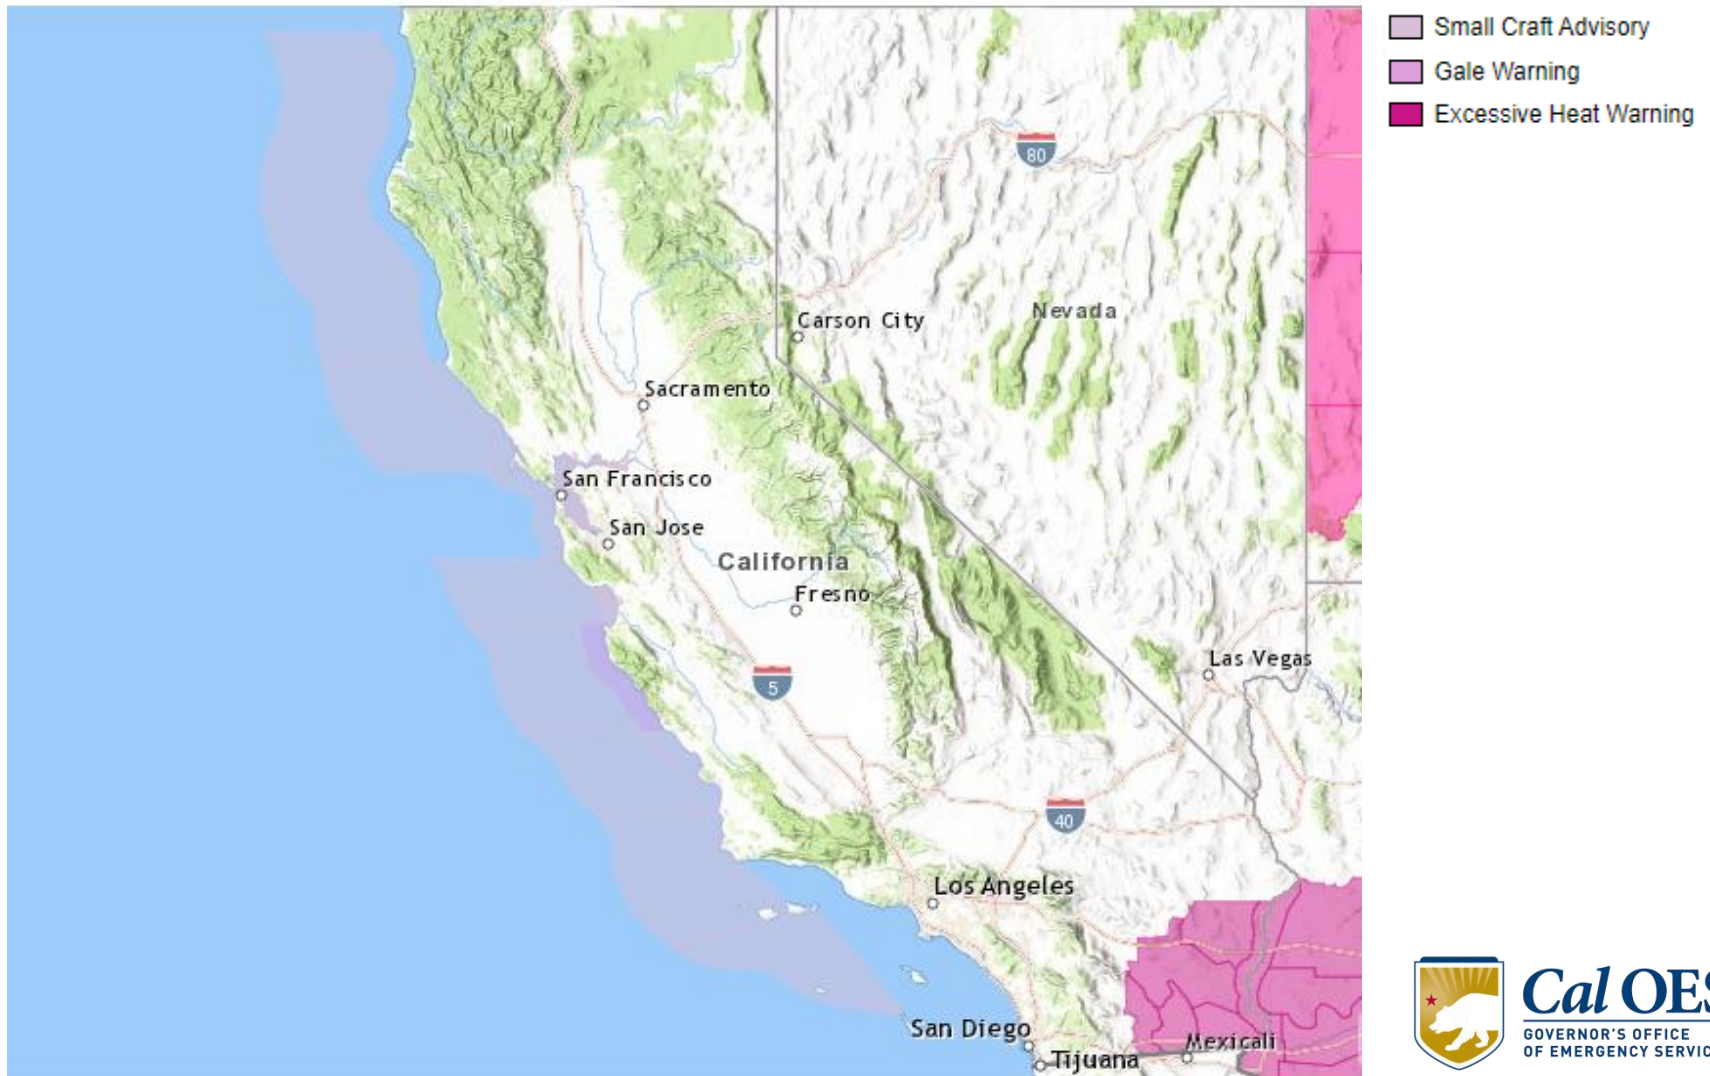 Small Craft Advisory
Gale Warning
Excessive Heat Warning
80
Carson City
Nevada
Sacramento
San Francisco
San Jose
California
Fresno
Las Vegas
5
40
Los Angeles
San Diego
Tijuana
Mexicali
Cal OES
GOVERNOR'S OFFICE
OF EMERGENCY SERVIC